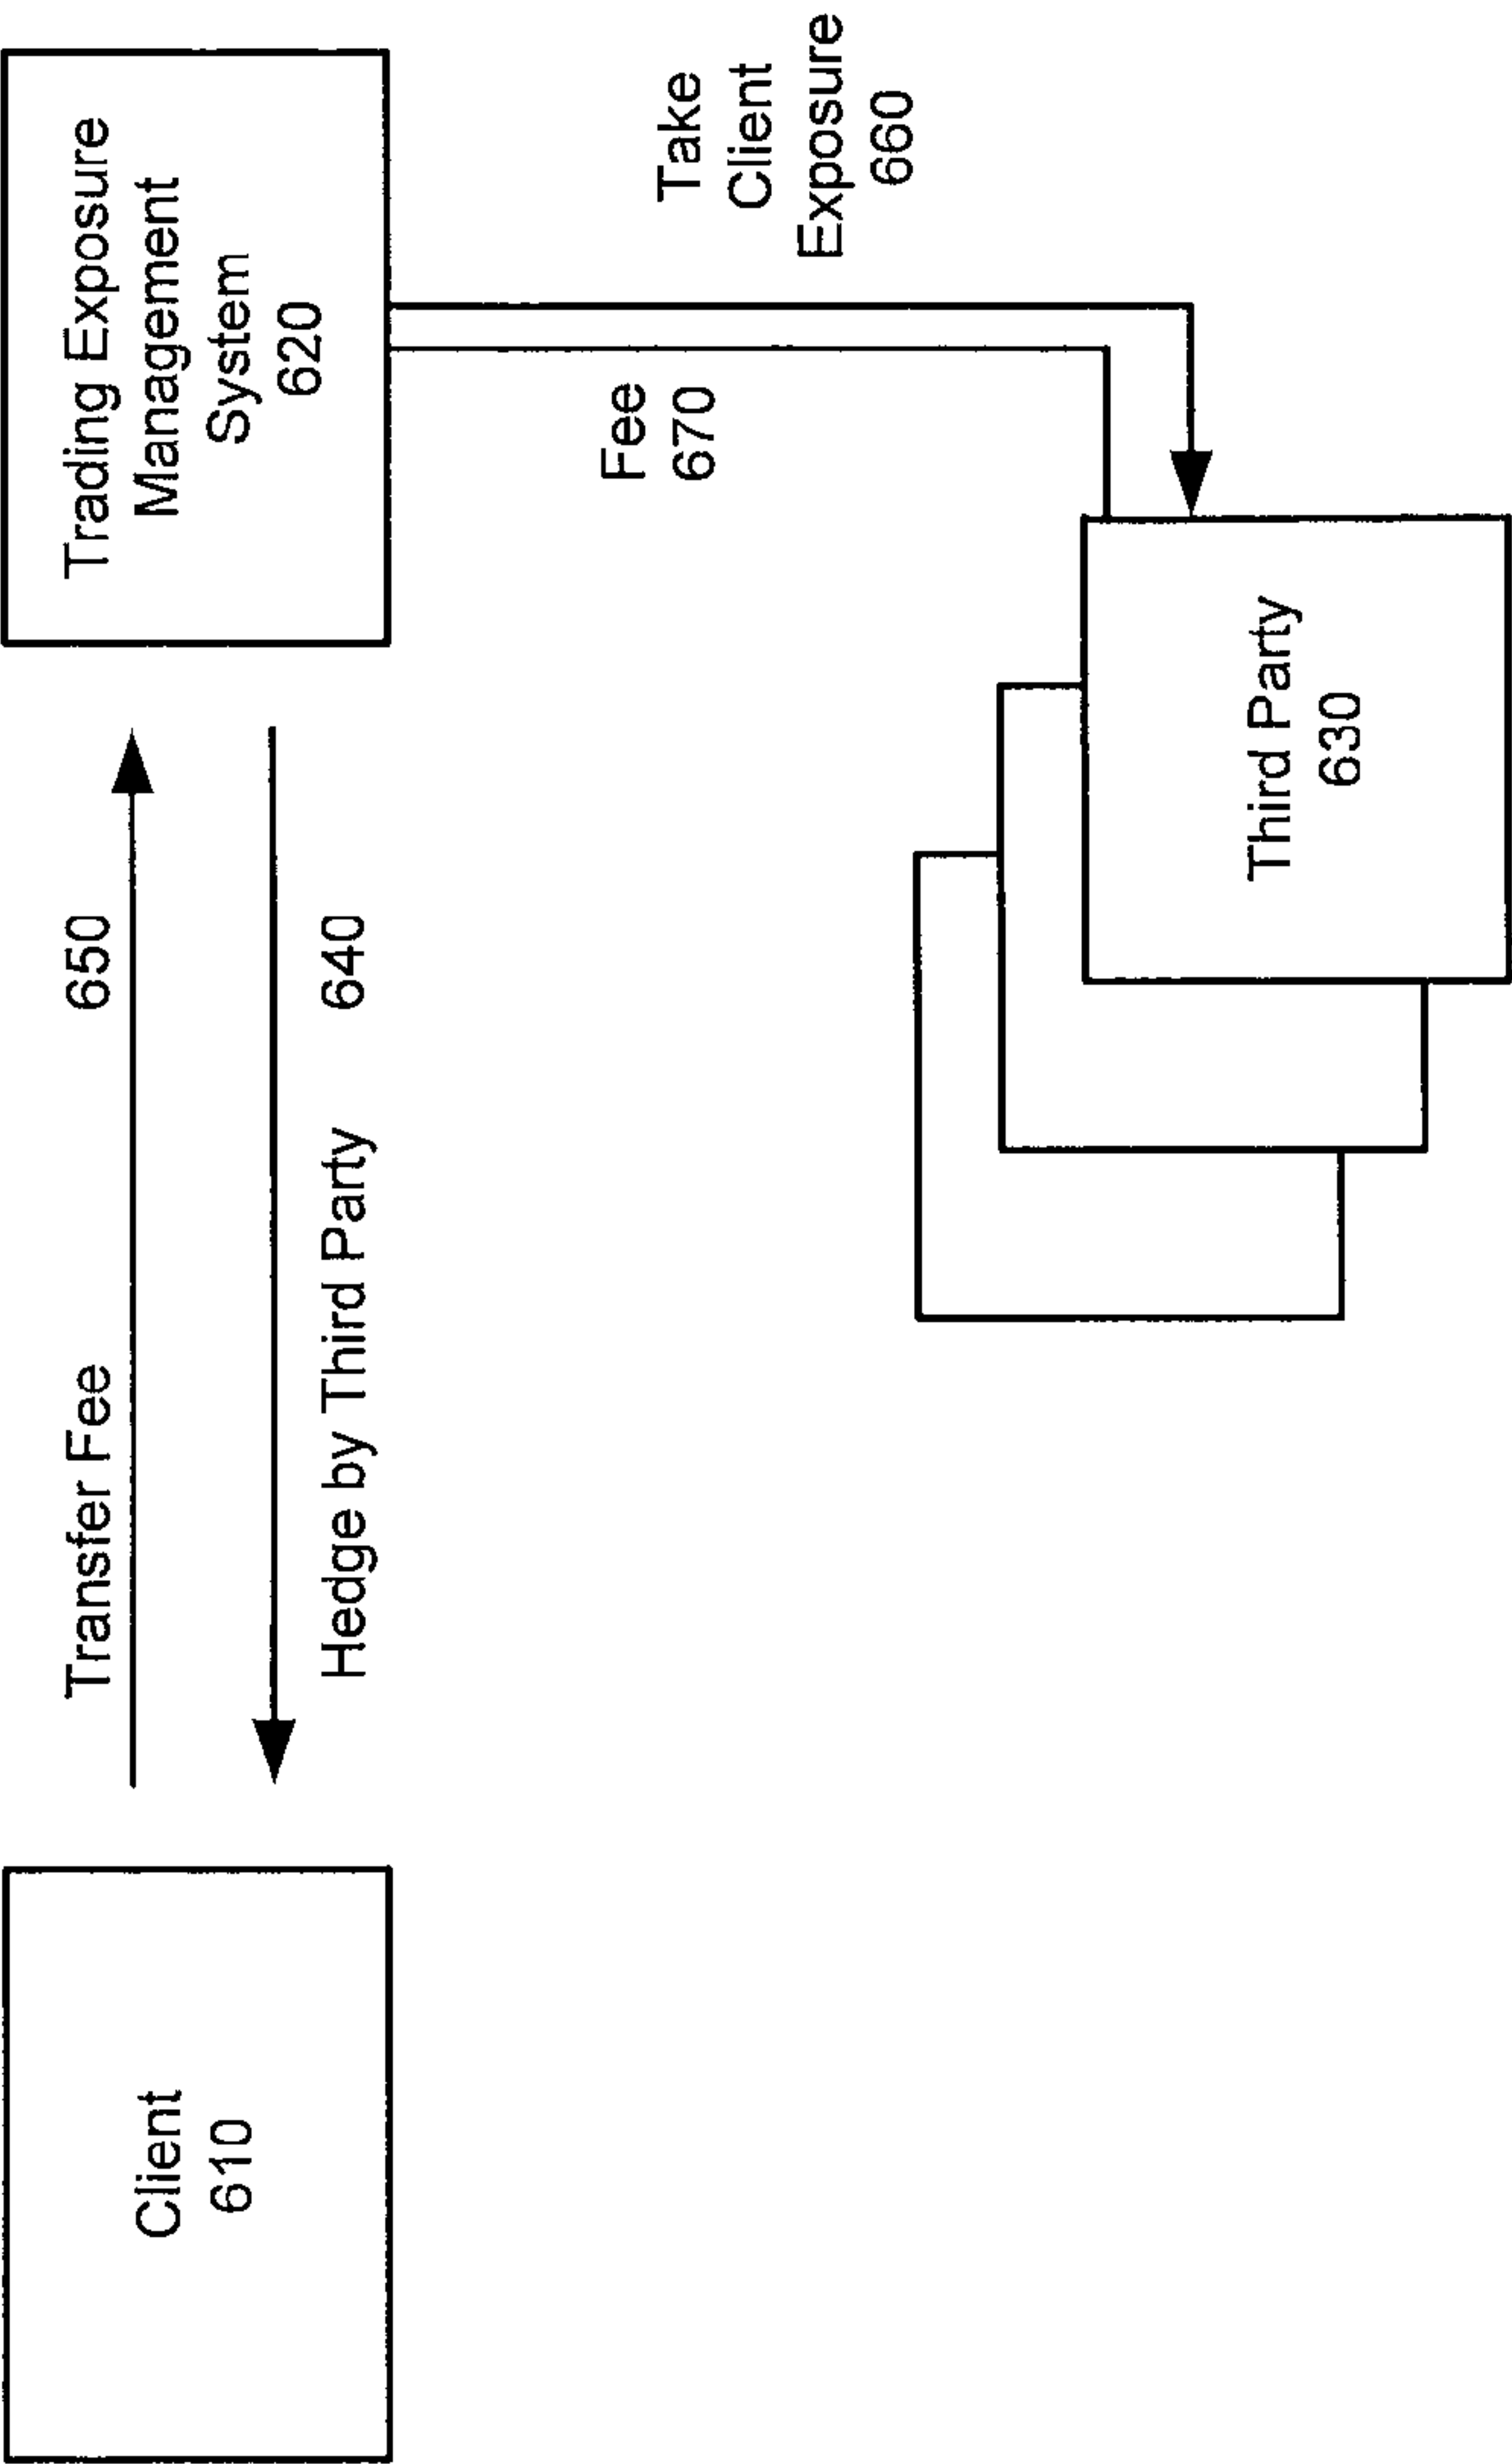 Client
610
Transfer Fee
650
640
Hedge by Third Party
Trading Exposure
Management
System
620
Fee
670
Take
Client
Exposure
660
Third Party
630